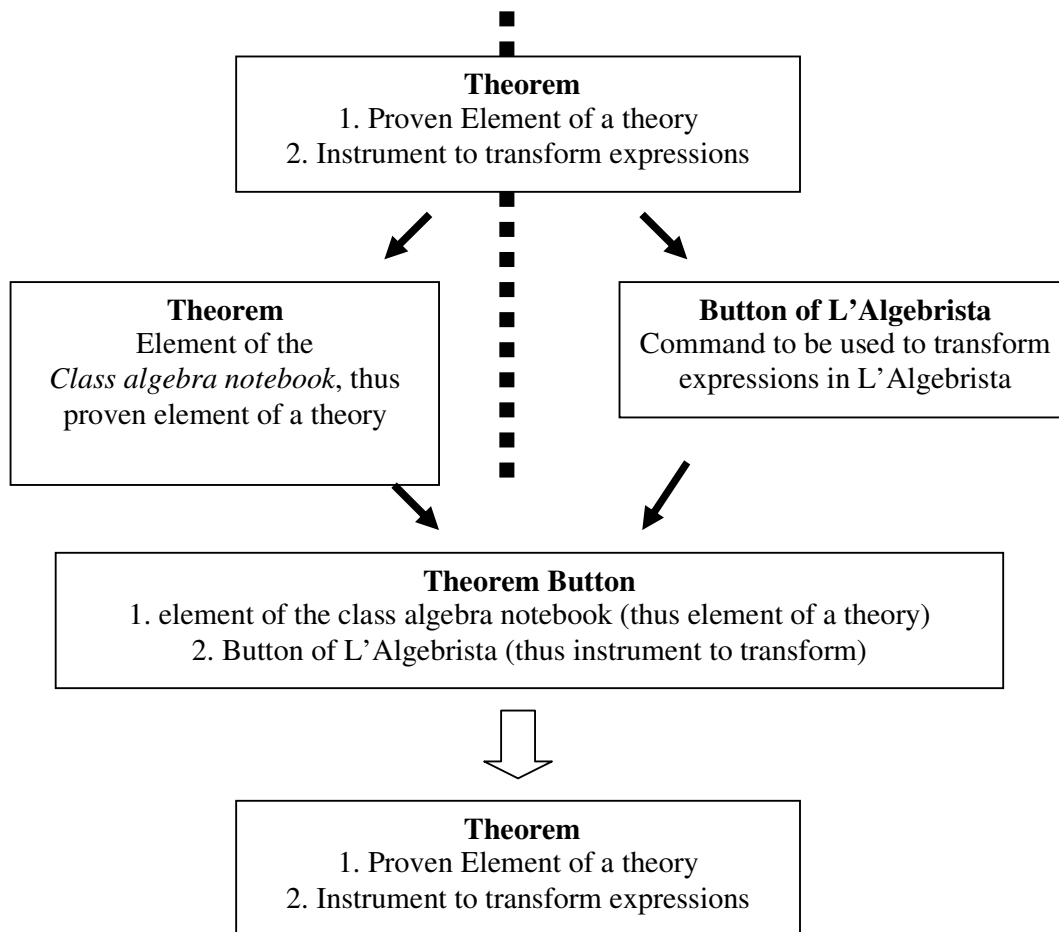 Theorem
1. Proven Element of a theory
2. Instrument to transform expressions
Theorem
Element of the
Class algebra notebook, thus
proven element of a theory
Button of L’Algebrista
Command to be used to transform
expressions in L’Algebrista
Theorem Button
1. element of the class algebra notebook (thus element of a theory)
2. Button of L’Algebrista (thus instrument to transform)
Theorem
1. Proven Element of a theory
2. Instrument to transform expressions